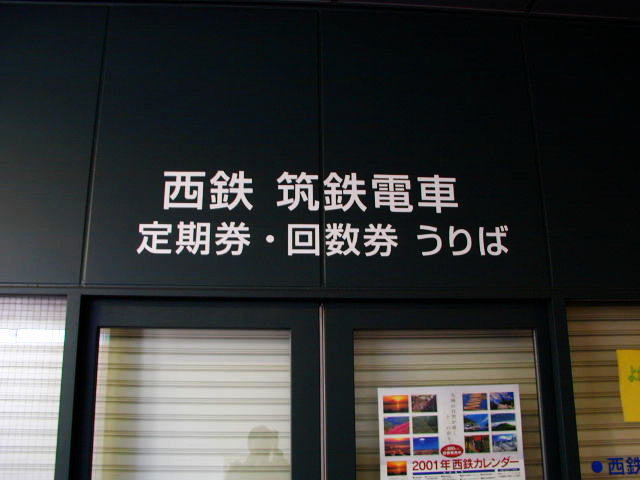 西鉄 筑鉄電車
定期券・回数券 うりば
2001年西鉄カレンダー
●西鉄